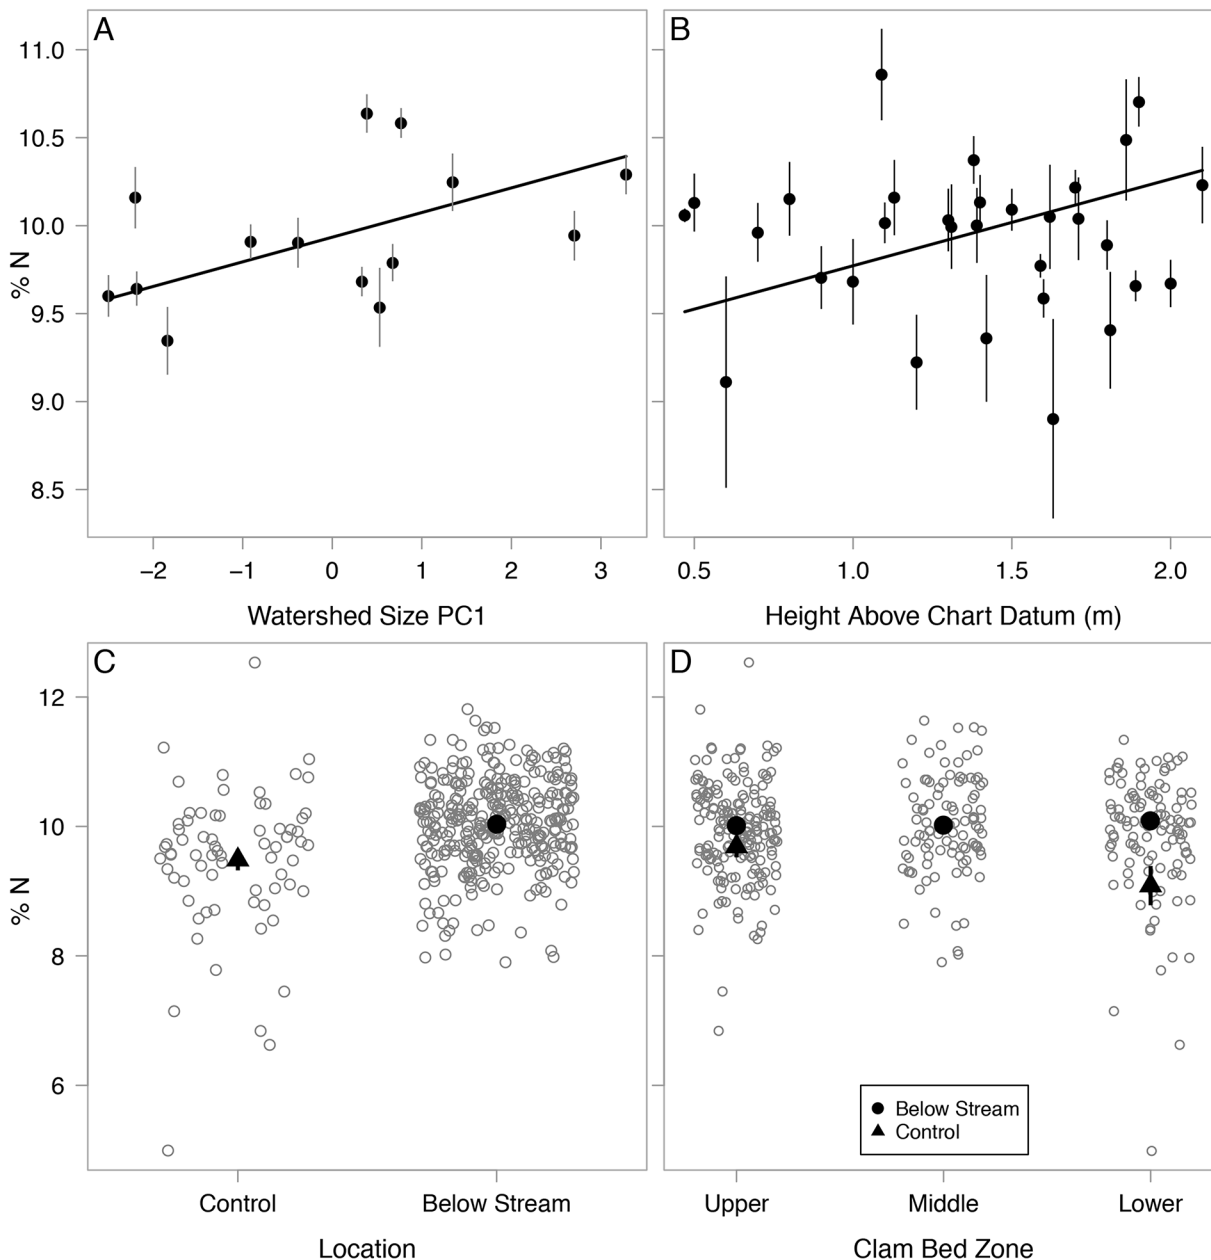 A
B
11.0
10.5
10.0
9.5
9.0
8.5
% N
−2
−1
0
1
2
3
0.5
1.0
1.5
2.0
Watershed Size PC1
Height Above Chart Datum (m)
C
D
12
10
8
6
% N
Below Stream
Control
Control
Below Stream
Upper
Middle
Lower
Location
Clam Bed Zone